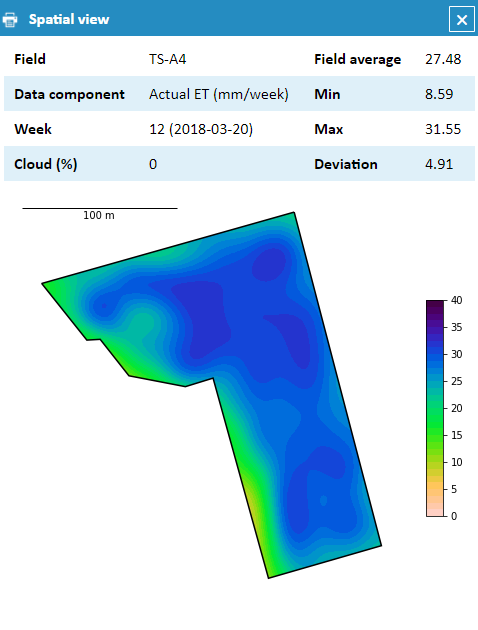 Spatial view
Field TS-A4 Field average 27.48
Data component Actual ET (mm/week) Min 8.59
Week 12 (2018-03-20) Max 31.55
Cloud (%) 0 Deviation 4.91
100 m
40
35
30
25
20
15
10
5
0